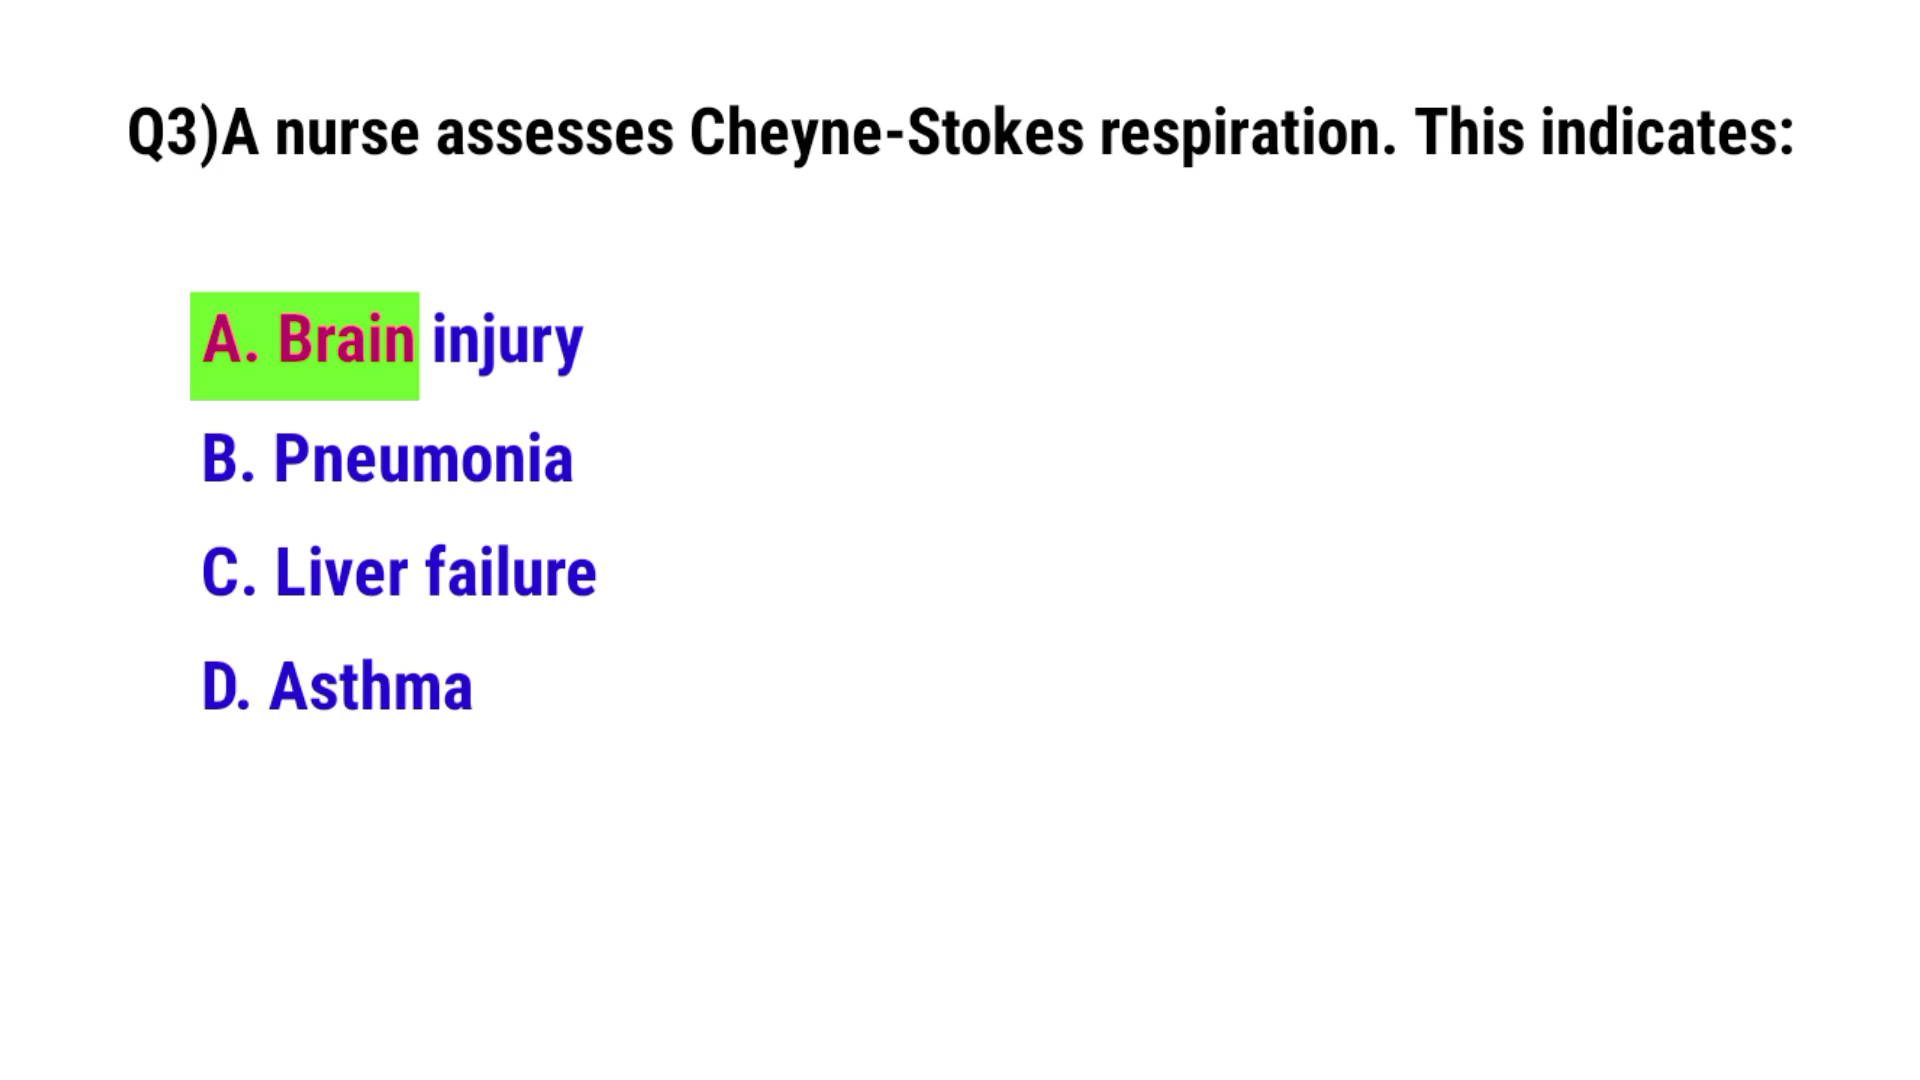 Q3)A nurse assesses Cheyne-Stokes respiration. This indicates:
A. Brain injury
B. Pneumonia
C. Liver failure
D. Asthma